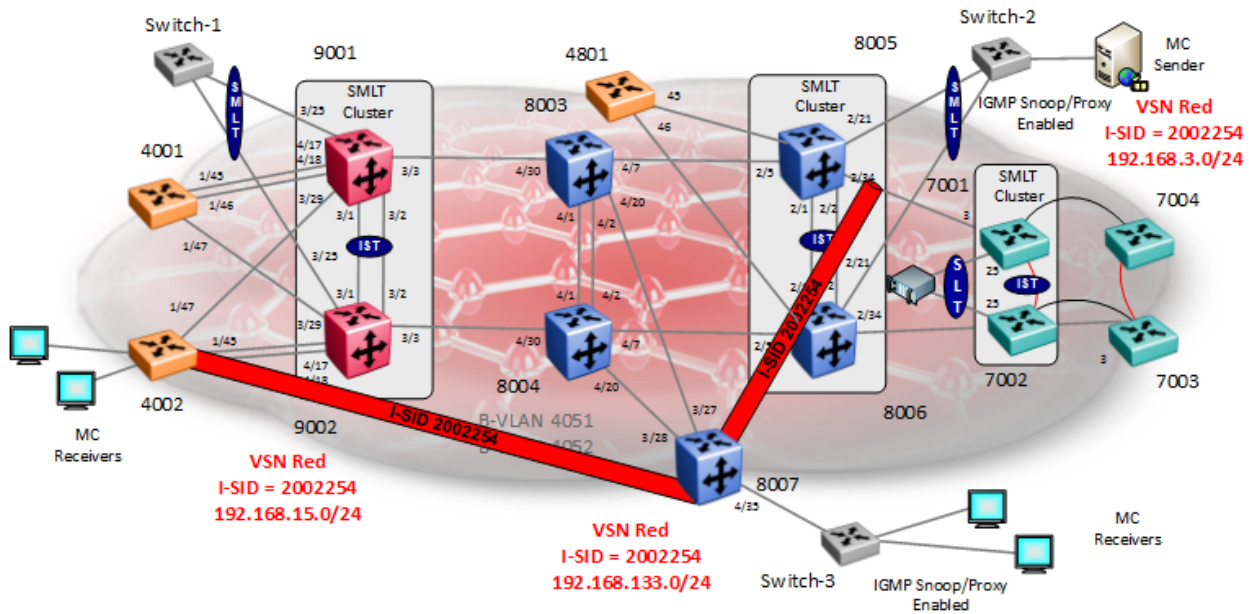 Switch-1
9001
4801
8005
Switch-2
MC
Sender
SMLT
Cluster
8003
SMLT
Cluster
IGMP Snoop/Proxy
Enabled
VSN Red
I-SID = 2002254
192.168.3.0/24
SMLT
3/25
45
46
2/21
SMLT
4001
4/17
4/18
1/45
1/46
3/29
3/3
4/30
4/7
4/20
2/5
2/34
7001
SMLT
Cluster
7004
3/1
3/2
4/1
4/2
2/1
2/2
3
1/47
3/25
IST
IST
2/21
25
SLT
IST
25
1/47
3/1
3/2
4/1
4/2
2/34
3/29
3/3
4/30
4/7
1/45
4/17
4/20
I-SID 2002254
3
7002
7003
4002
8004
8006
MC
Receivers
9002
I-SID 2002254
B-VLAN 4051
4052
3/27
3/28
VSN Red
I-SID = 2002254
192.168.15.0/24
8007
4/35
VSN Red
I-SID = 2002254
192.168.133.0/24
MC
Receivers
Switch-3
IGMP Snoop/Proxy
Enabled